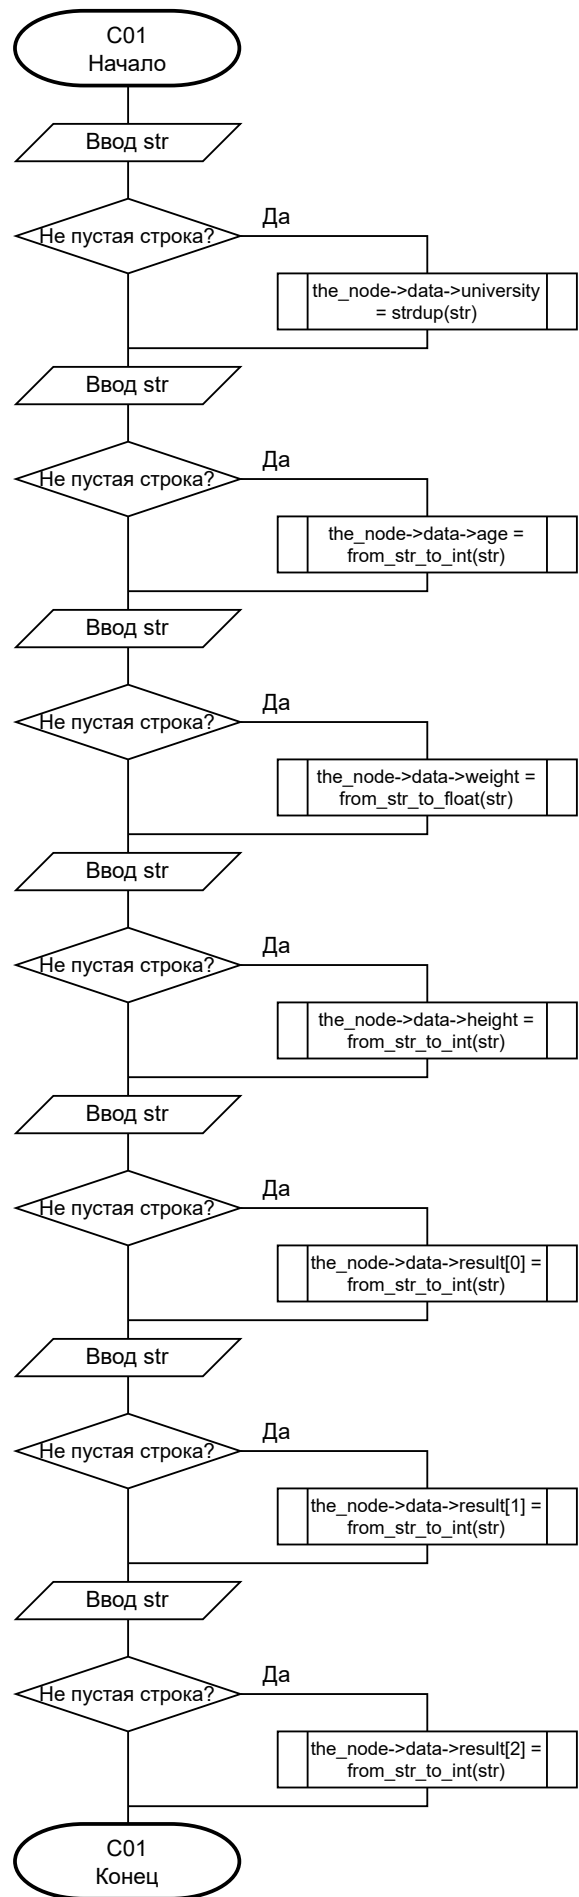 C01
Начало
Ввод str
Не пустая строка?
Да
the_node->data->university
= strdup(str)
Ввод str
Не пустая строка?
Да
the_node->data->age =
from_str_to_int(str)
Ввод str
Не пустая строка?
Да
the_node->data->weight =
from_str_to_float(str)
Ввод str
Не пустая строка?
Да
the_node->data->height =
from_str_to_int(str)
Ввод str
Не пустая строка?
Да
the_node->data->result[0] =
from_str_to_int(str)
Ввод str
Не пустая строка?
Да
the_node->data->result[1] =
from_str_to_int(str)
Ввод str
Не пустая строка?
Да
the_node->data->result[2] =
from_str_to_int(str)
C01
Конец